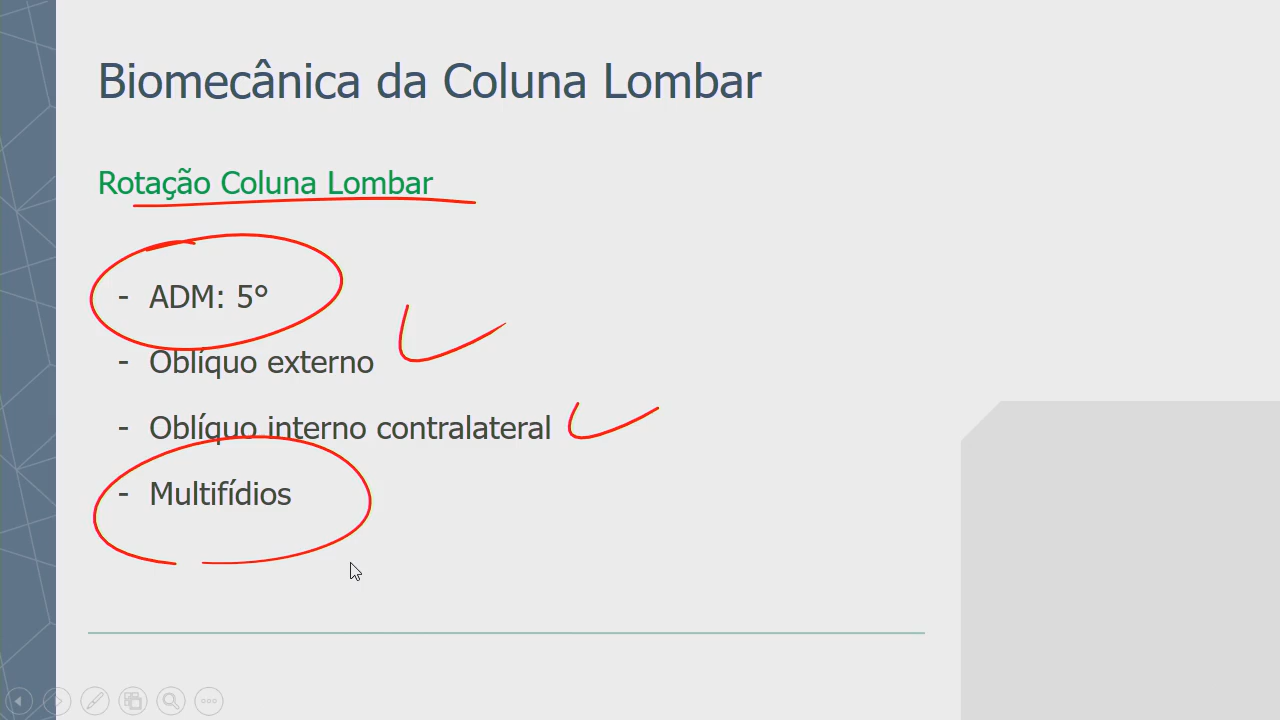 Biomecânica da Coluna Lombar
Rotação Coluna Lombar
- ADM: 5°
- Oblíquo externo
- Oblíquo interno contralateral
- Multifídios